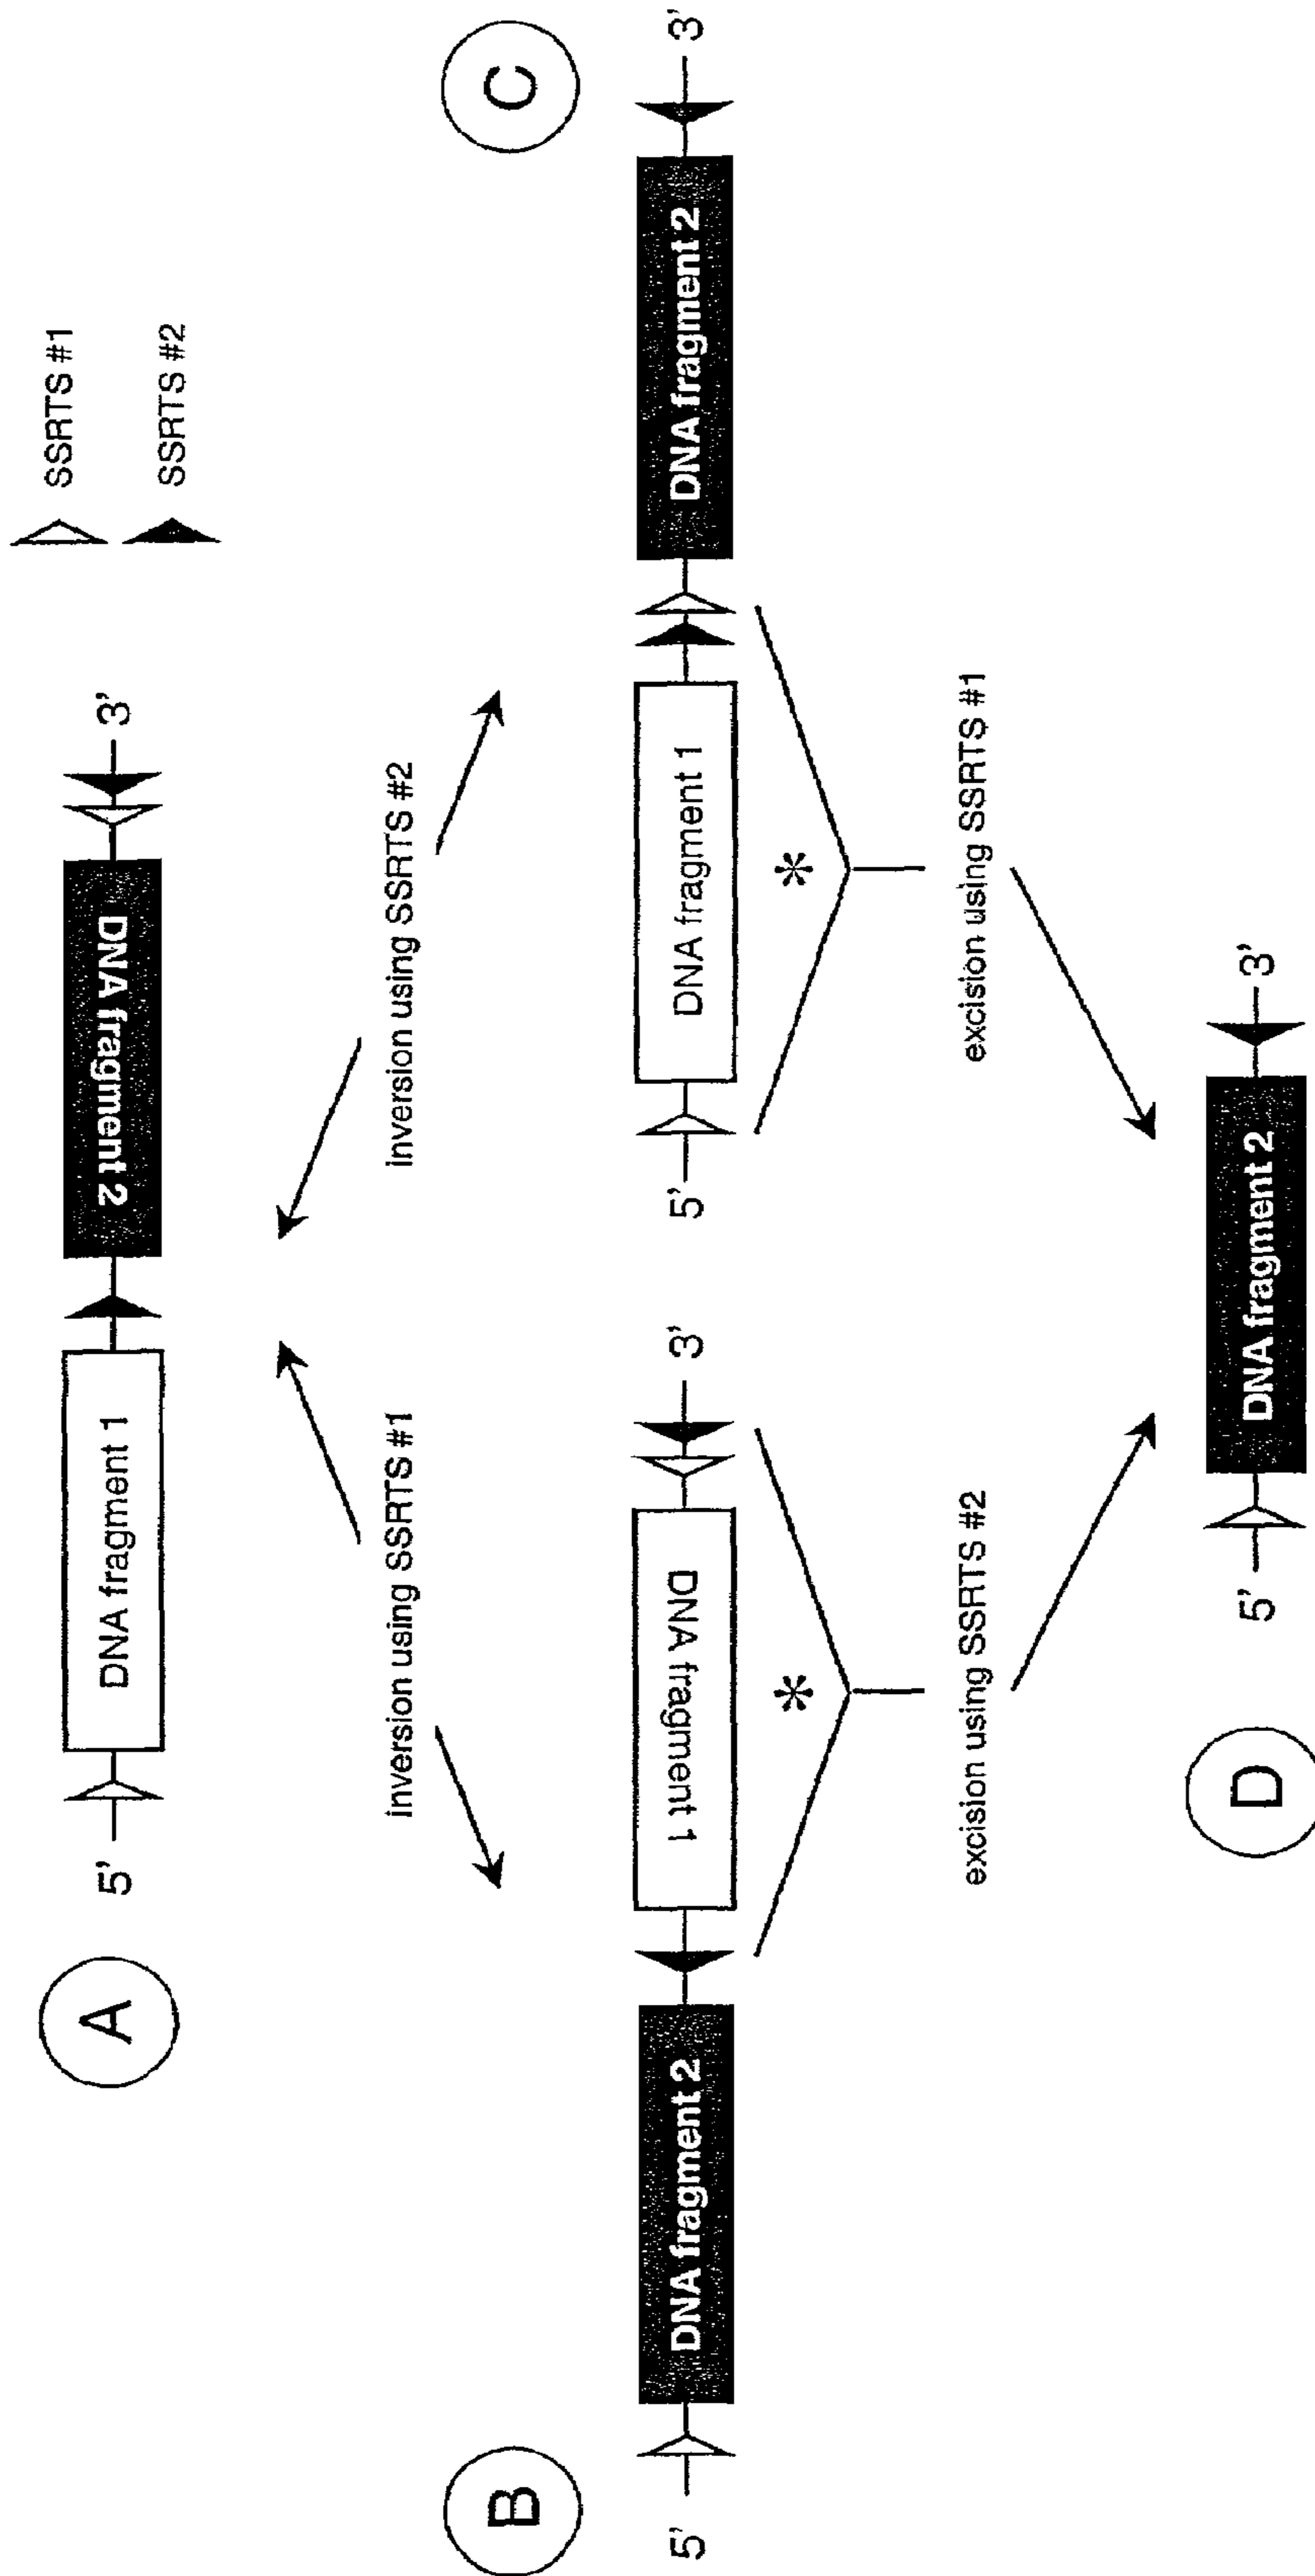 SSRTS #1
SSRTS #2
A
5'
DNA fragment 1
DNA fragment 2
3'
inversion using SSRTS #1
inversion using SSRTS #2
B
5'
DNA fragment 2
DNA fragment 1
3'
*
excision using SSRTS #2
C
5'
DNA fragment 1
DNA fragment 2
3'
*
excision using SSRTS #1
D
5'
DNA fragment 2
3'